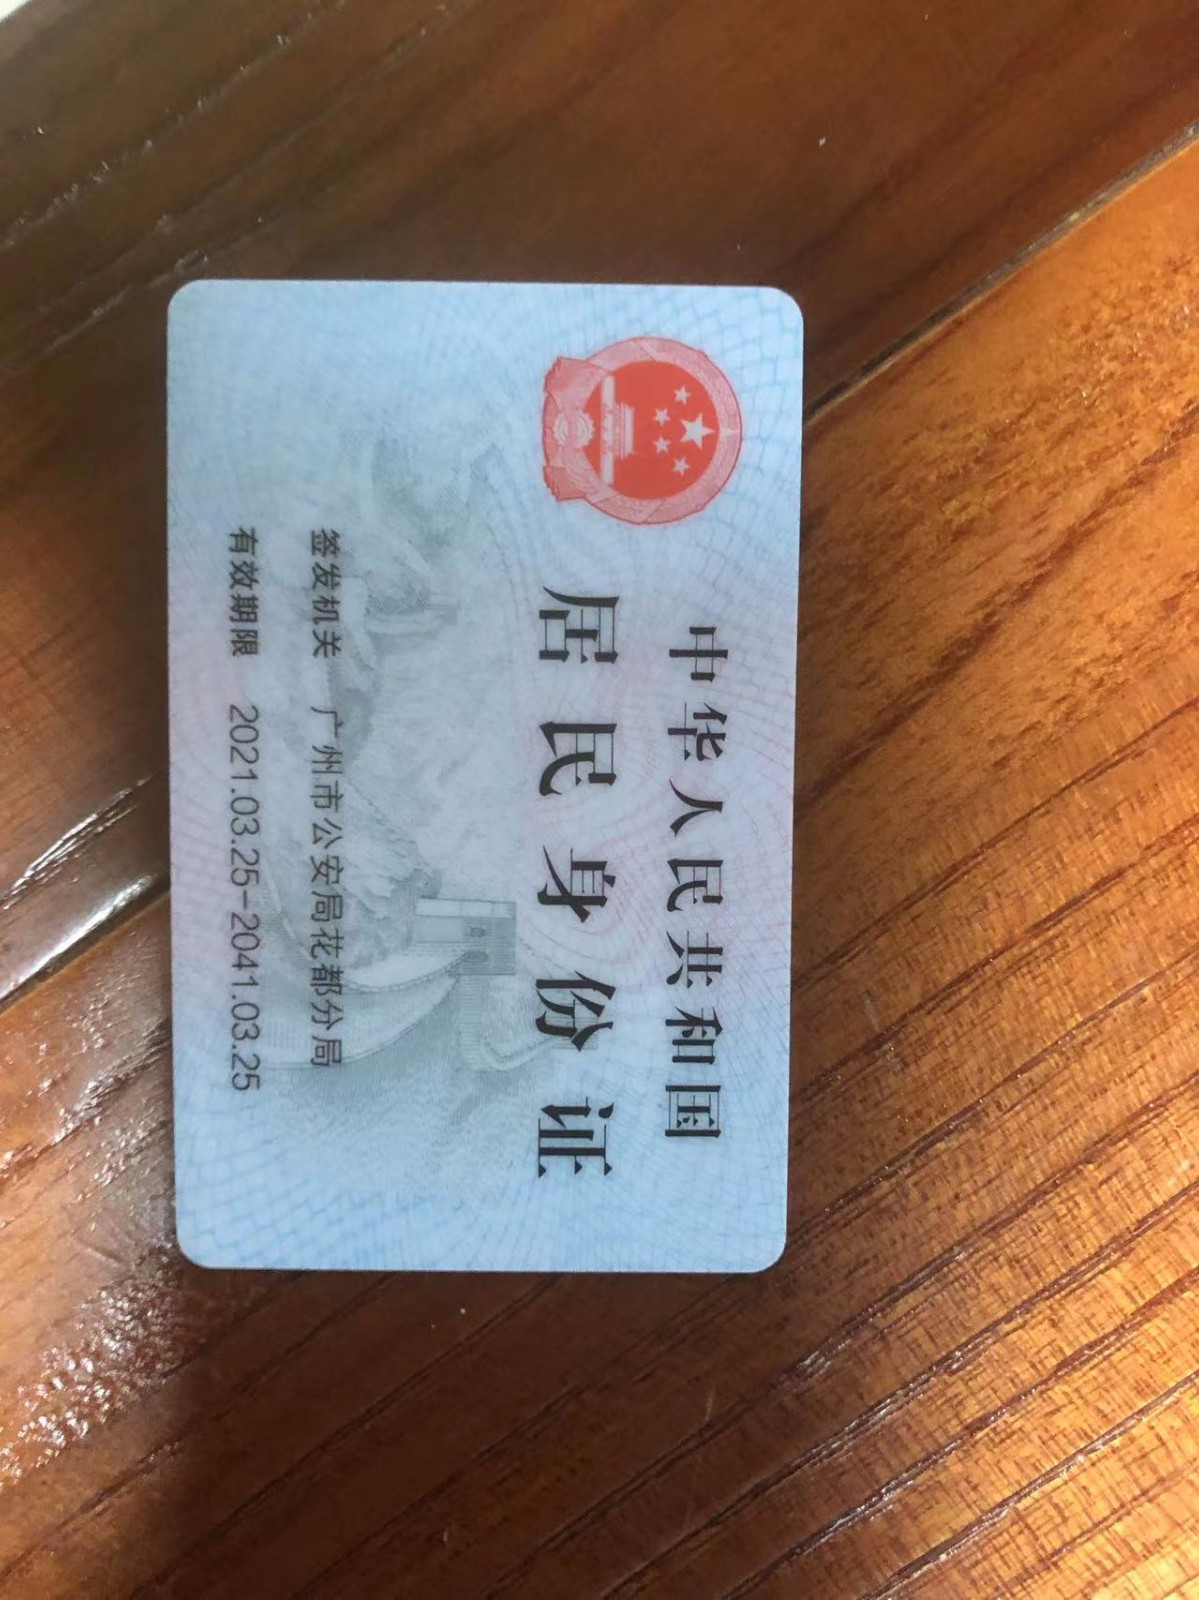 中华人民共和国
居民身份证
签发机关 广州市公安局花都分局
有效期限 2021.03.25-2041.03.25